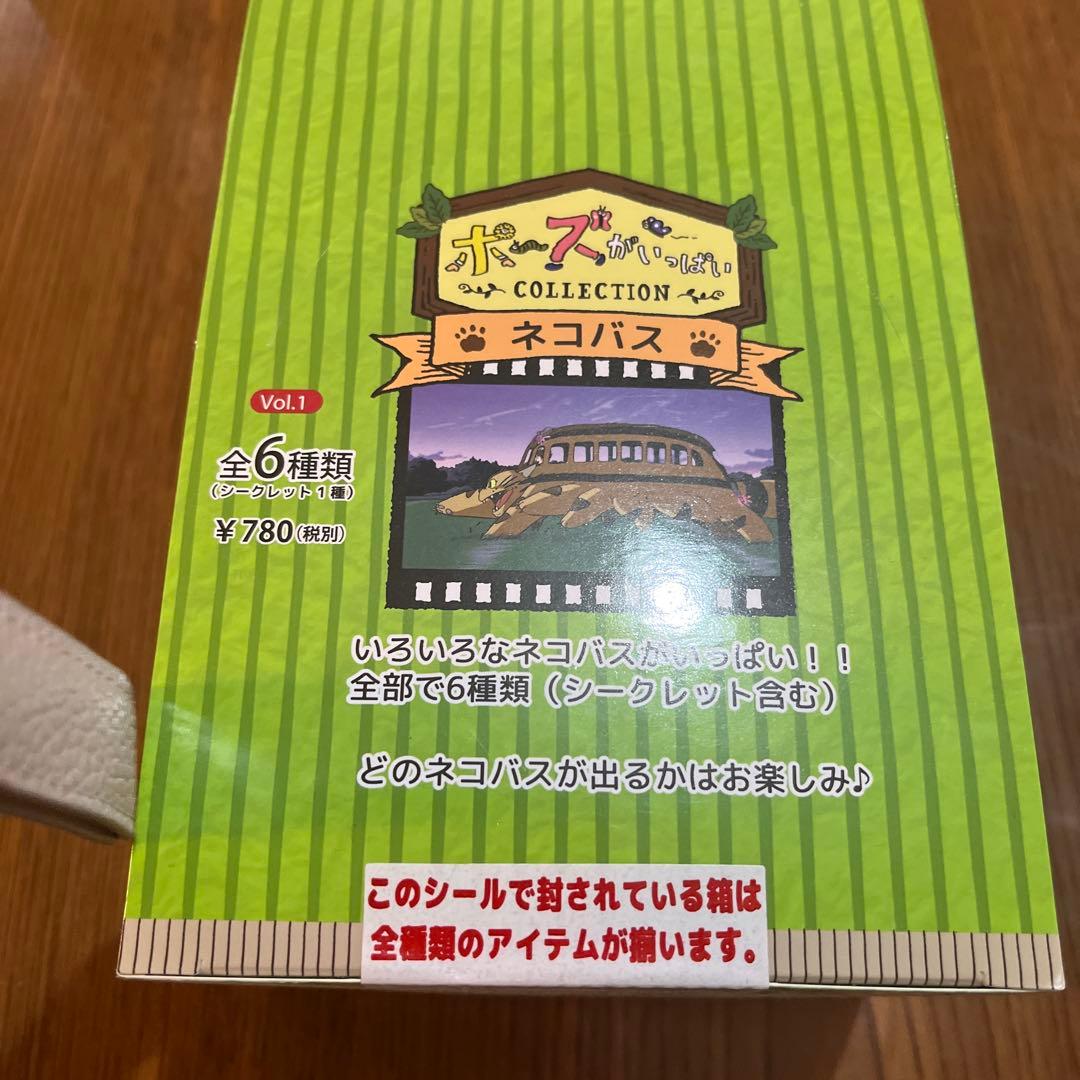 ポーズがいっぱい
COLLECTION
ネコバス
Vol.1
全6種類
(シークレット1種)
¥780(税別)
いろいろなネコバスがいっぱい！！
全部で6種類（シークレット含む）
どのネコバスが出るかはお楽しみ♪
このシールで封されている箱は
全種類のアイテムが揃います。